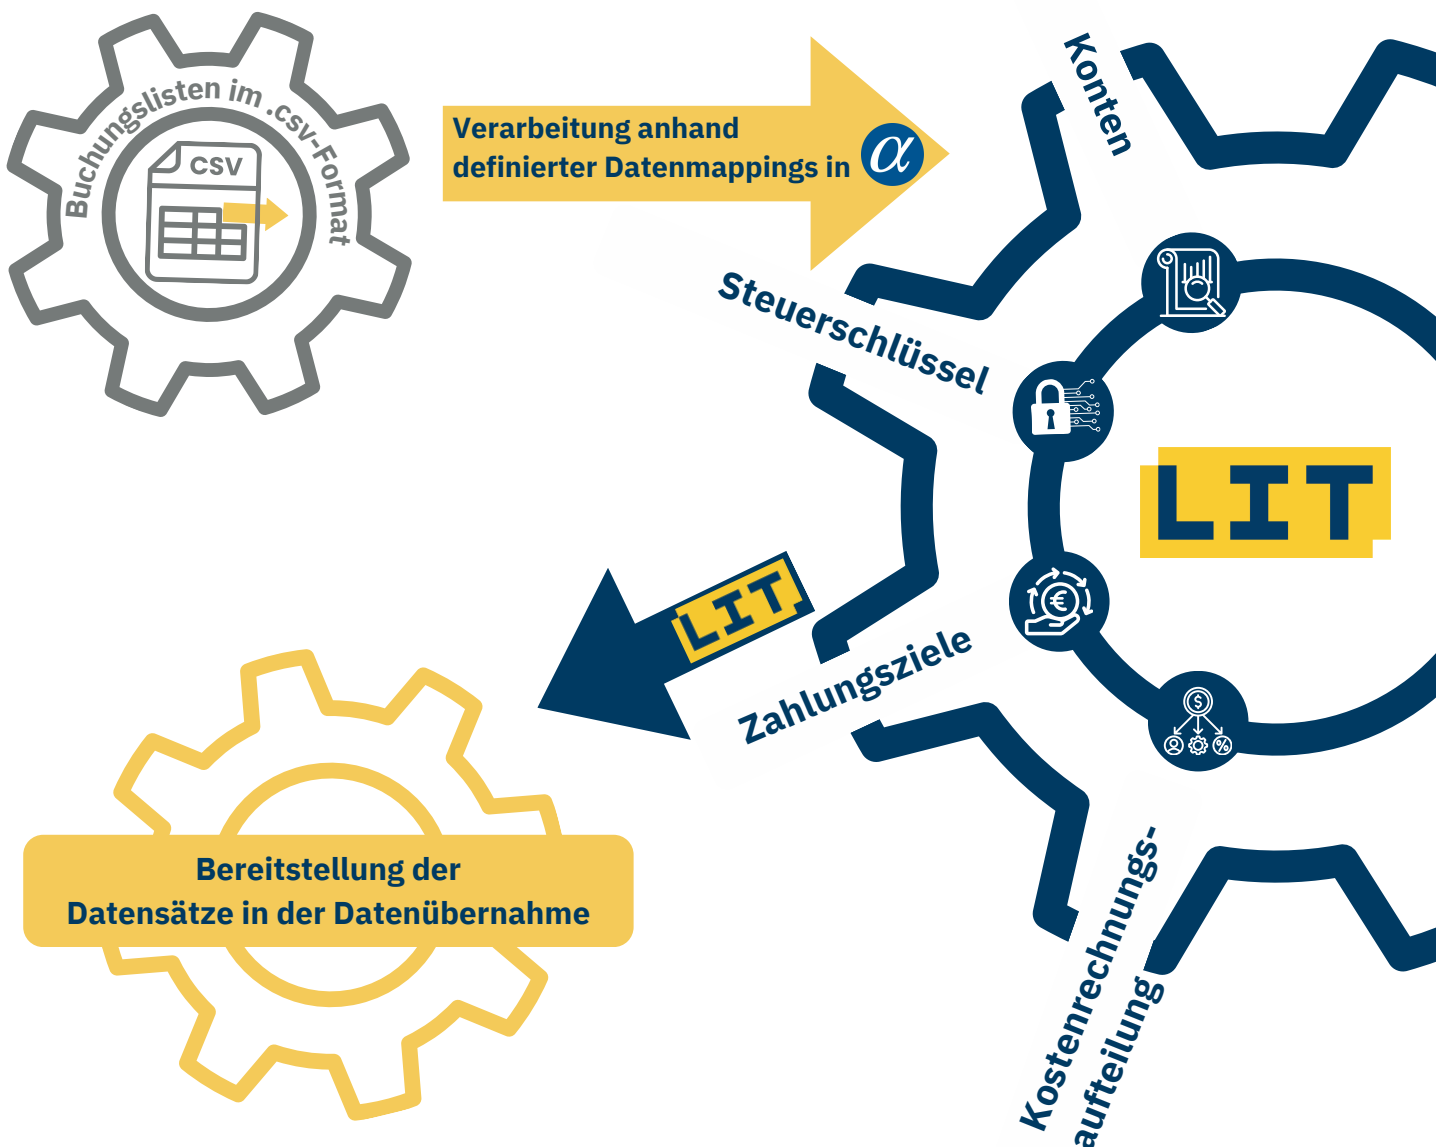 Buchungslisten im .csv-Format
CSV
Verarbeitung anhand
definierter Datenmappings in α
Konten
Steuerschlüssel
LIT
LIT
Zahlungsziele
Kostenrechnungs-
aufteilung
Bereitstellung der
Datensätze in der Datenübernahme